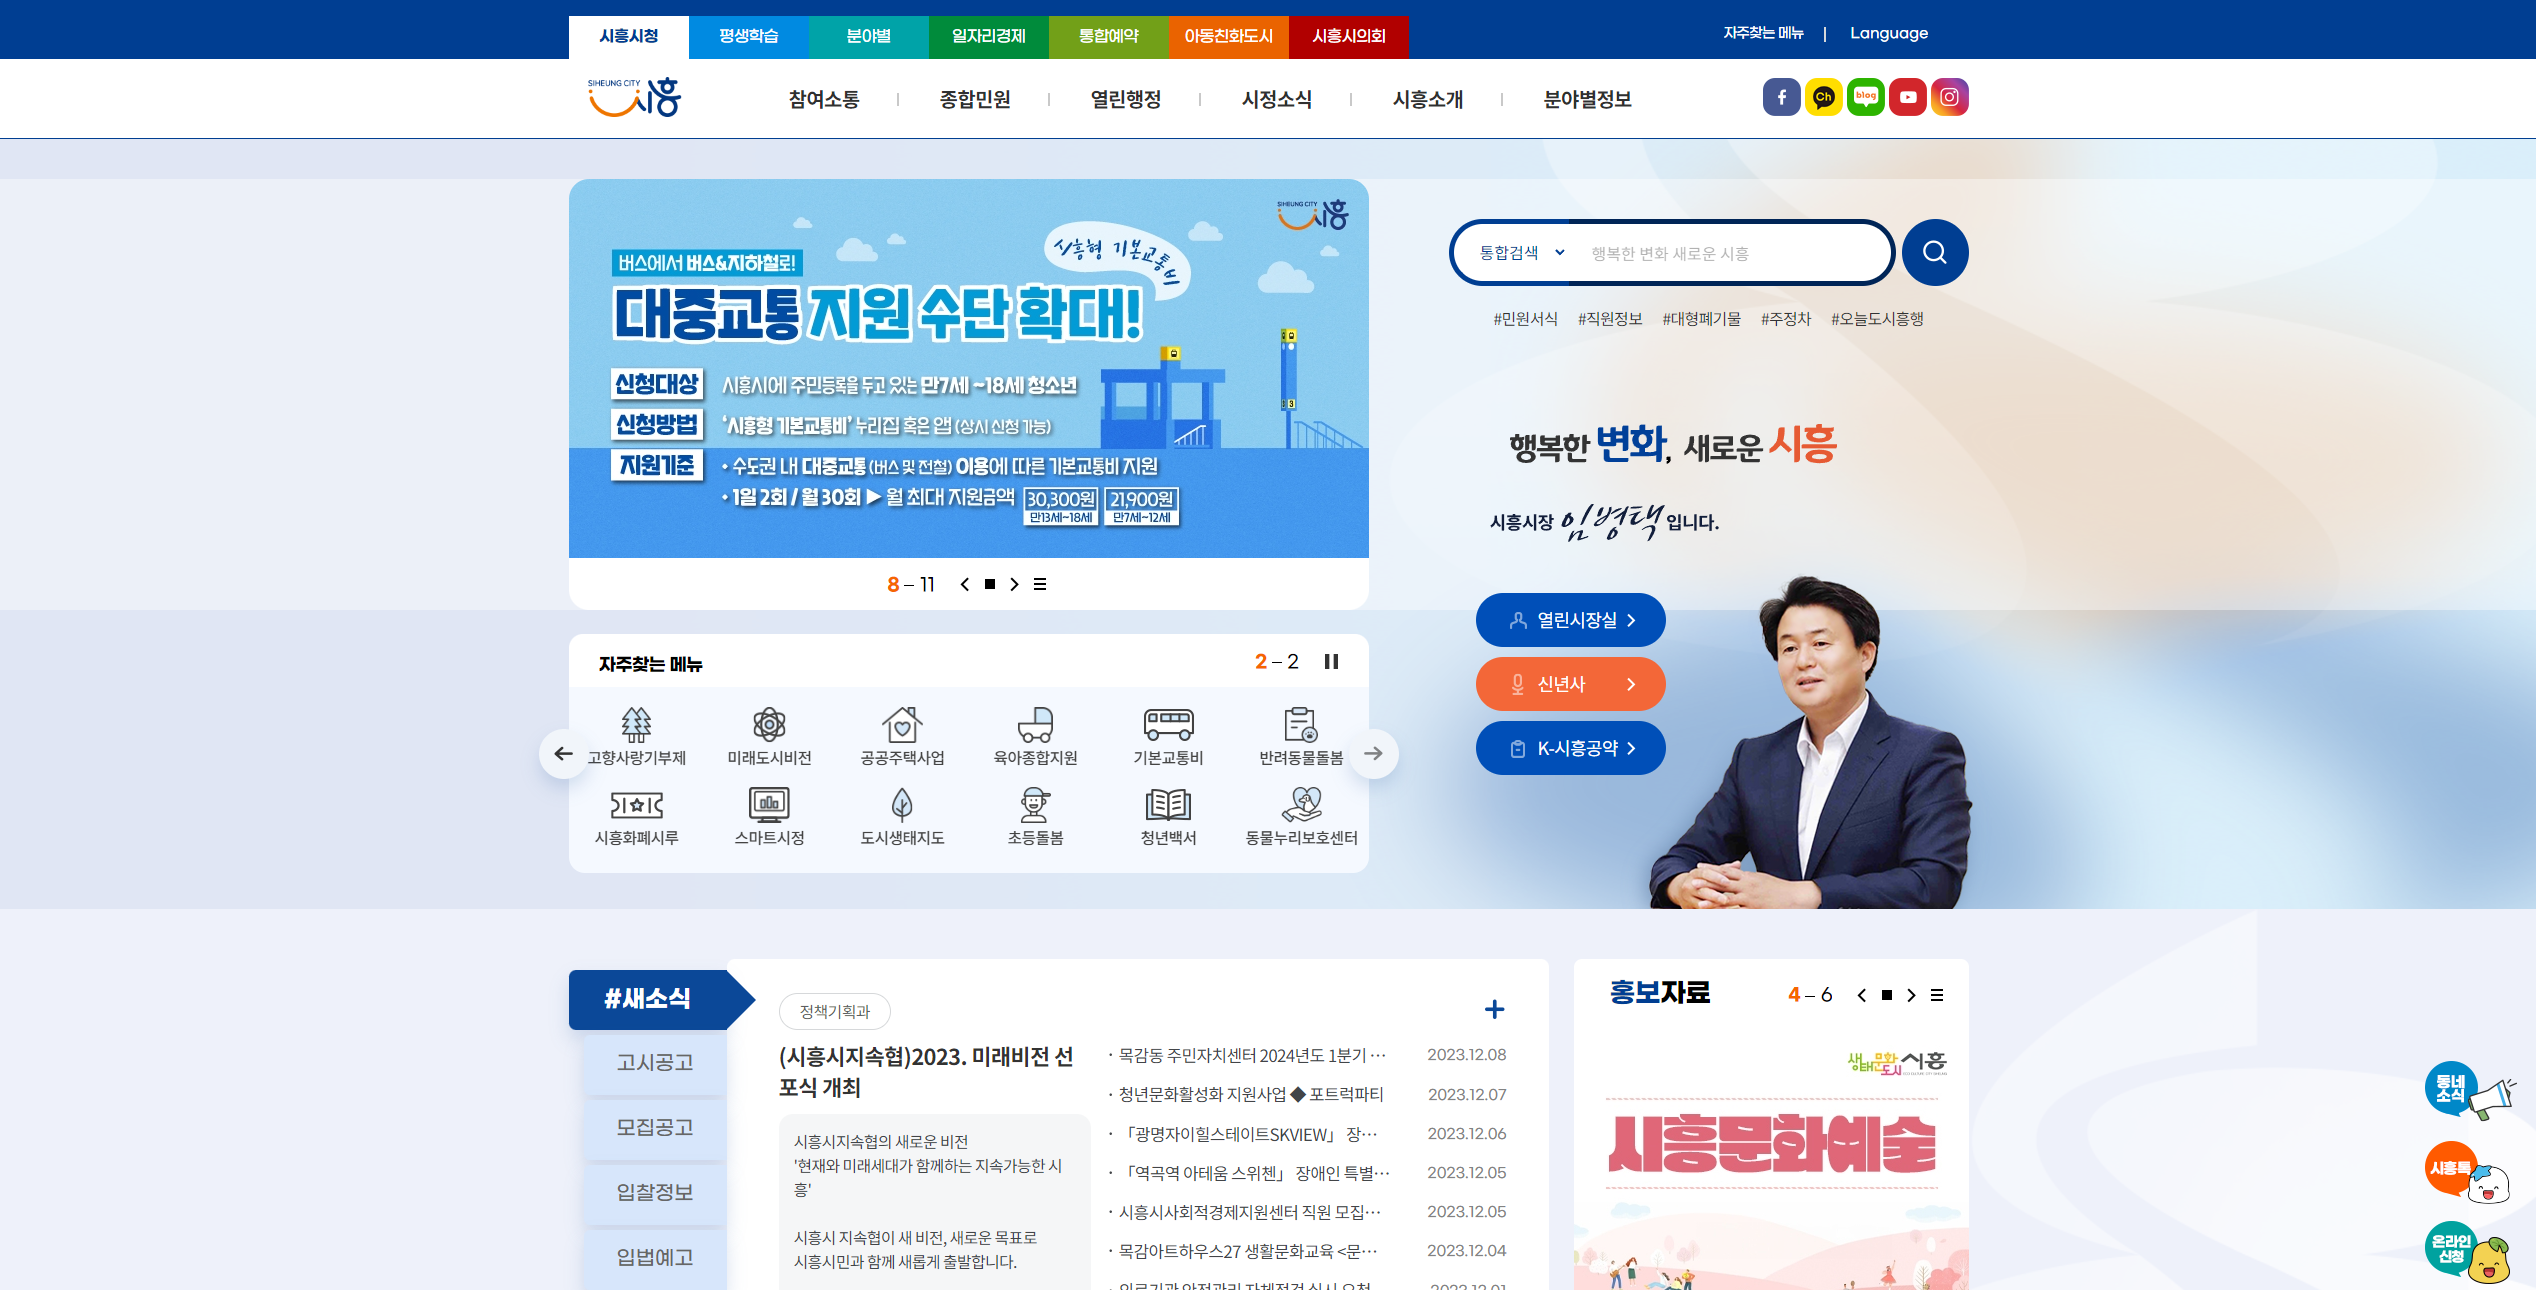 시흥시청 평생학습 분야별 일자리경제 통합예약 아동친화도시 시흥시의회 자주찾는 메뉴 | Language
SIHEUNG CITY 시흥
참여소통 종합민원 열린행정 시정소식 시흥소개 분야별정보
f Ch blog
SIHEUNG CITY 시흥
시흥형 기본교통비
버스에서 버스&지하철로!
대중교통 지원 수단 확대!
신청대상 시흥시에 주민등록을 두고 있는 만7세 ~18세 청소년
신청방법 '시흥형 기본교통비' 누리집 혹은 앱 (상시 신청 가능)
지원기준 • 수도권 내 대중교통 (버스 및 전철) 이용에 따른 기본교통비 지원
• 1일 2회 / 월 30회 ▶ 월 최대 지원금액 30,300원 21,900원
만13세~18세 만7세~12세
8 – 11
통합검색 행복한 변화 새로운 시흥
#민원서식 #직원정보 #대형폐기물 #주정차 #오늘도시흥행
행복한 변화, 새로운 시흥
시흥시장 임병택 입니다.
열린시장실
신년사
K-시흥공약
자주찾는 메뉴 2 – 2
고향사랑기부제 미래도시비전 공공주택사업 육아종합지원 기본교통비 반려동물돌봄
시흥화폐시루 스마트시정 도시생태지도 초등돌봄 청년백서 동물누리보호센터
#새소식
고시공고
모집공고
입찰정보
입법예고
정책기획과
(시흥시지속협)2023. 미래비전 선
포식 개최
시흥시지속협의 새로운 비전
'현재와 미래세대가 함께하는 지속가능한 시
흥'
시흥시 지속협이 새 비전, 새로운 목표로
시흥시민과 함께 새롭게 출발합니다.
· 목감동 주민자치센터 2024년도 1분기 … 2023.12.08
· 청년문화활성화 지원사업 ◆ 포트럭파티 2023.12.07
· 「광명자이힐스테이트SKVIEW」 장… 2023.12.06
· 「역곡역 아테움 스위첸」 장애인 특별… 2023.12.05
· 시흥시사회적경제지원센터 직원 모집… 2023.12.05
· 목감아트하우스27 생활문화교육 <문… 2023.12.04
· 의료기관 안전관리 자체점검 실시 요청 2023.12.01
홍보자료 4 – 6
생태문화도시 시흥
시흥문화예술
동네
소식
시흥톡
온라인
신청